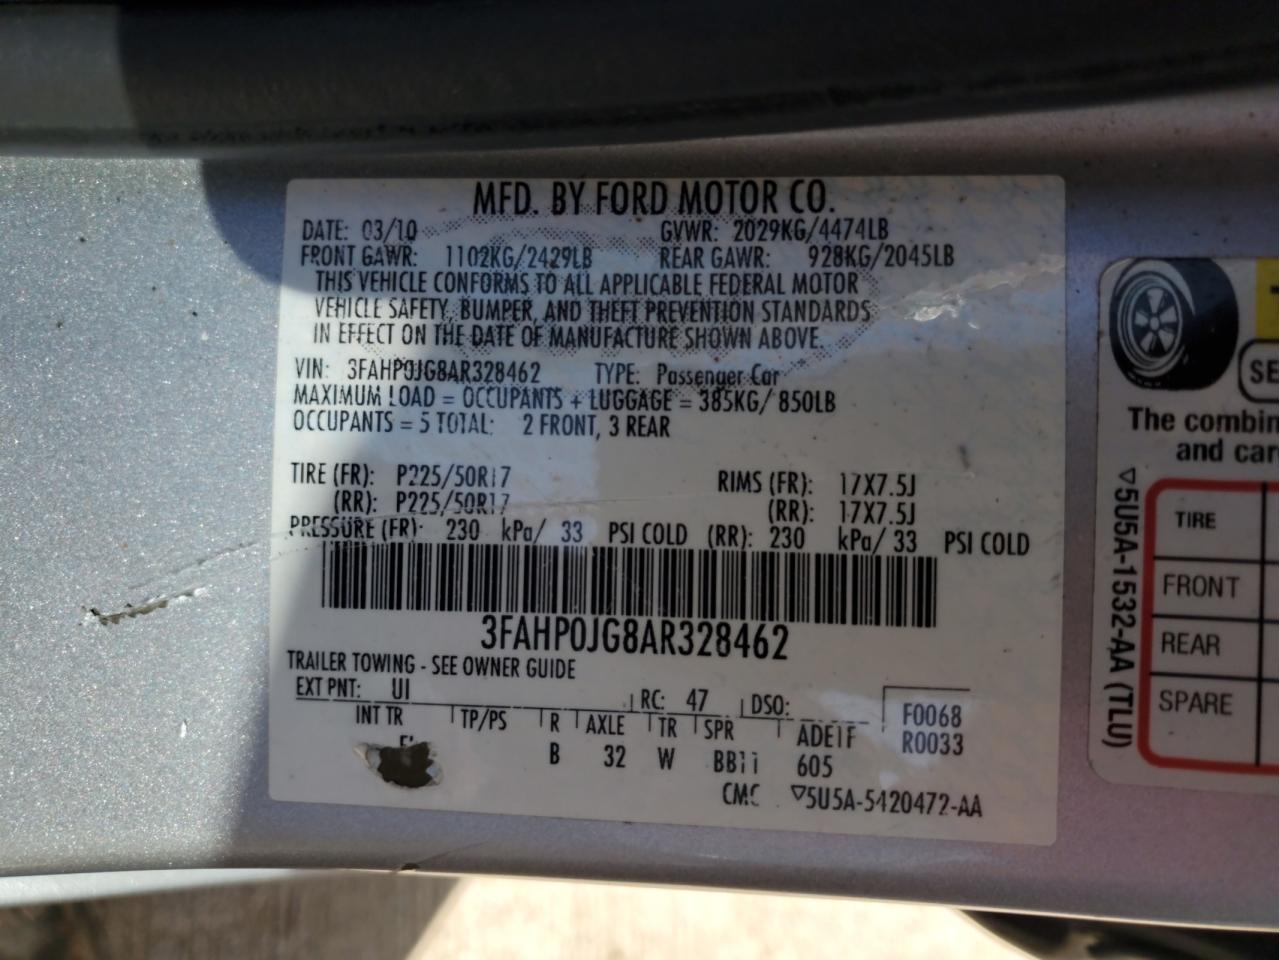 MFD. BY FORD MOTOR CO.
DATE: 03/10 GVWR: 2029KG/4474LB
FRONT GAWR: 1102KG/2429LB REAR GAWR: 928KG/2045LB
THIS VEHICLE CONFORMS TO ALL APPLICABLE FEDERAL MOTOR
VEHICLE SAFETY, BUMPER, AND THEFT PREVENTION STANDARDS
IN EFFECT ON THE DATE OF MANUFACTURE SHOWN ABOVE.
VIN: 3FAHP0JG8AR328462 TYPE: Passenger Car
MAXIMUM LOAD = OCCUPANTS + LUGGAGE = 385KG/ 850LB
OCCUPANTS = 5 TOTAL: 2 FRONT, 3 REAR
TIRE (FR): P225/50R17 RIMS (FR): 17X7.5J
(RR): P225/50R17 (RR): 17X7.5J
PRESSURE (FR): 230 kPa/ 33 PSI COLD (RR): 230 kPa/ 33 PSI COLD
3FAHP0JG8AR328462
TRAILER TOWING - SEE OWNER GUIDE
EXT PNT: UI RC: 47 DSO:
F0068
INT TR TP/PS R AXLE TR SPR ADE1F
R0033
B 32 W BB11 605
CMC ▽5U5A-5420472-AA
The combin
and car
▽5U5A-1532-AA (TLU)
TIRE
FRONT
REAR
SPARE